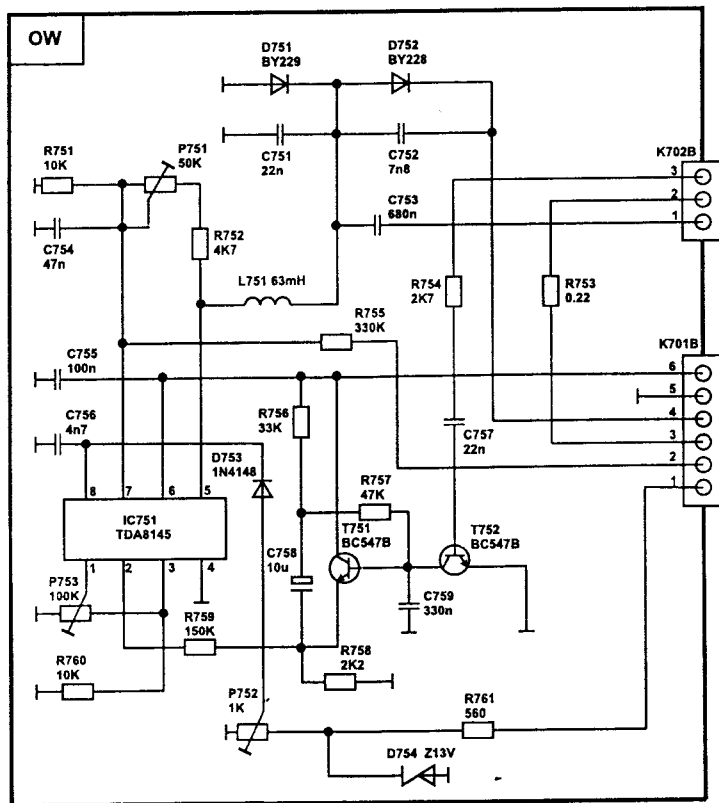 OW
D751
BY229
D752
BY228
C751
22n
C752
7n8
R751
10K
P751
50K
K702B
3
2
1
C753
680n
C754
47n
R752
4K7
L751 63mH
R754
2K7
R753
0.22
R755
330K
K701B
C755
100n
6
5
4
3
2
1
C756
4n7
R756
33K
C757
22n
D753
1N4148
R757
47K
8
7
6
5
IC751
TDA8145
1
2
3
4
T751
BC547B
T752
BC547B
C758
10u
P753
100K
C759
330n
R759
150K
R758
2K2
R760
10K
P752
1K
R761
560
D754 Z13V